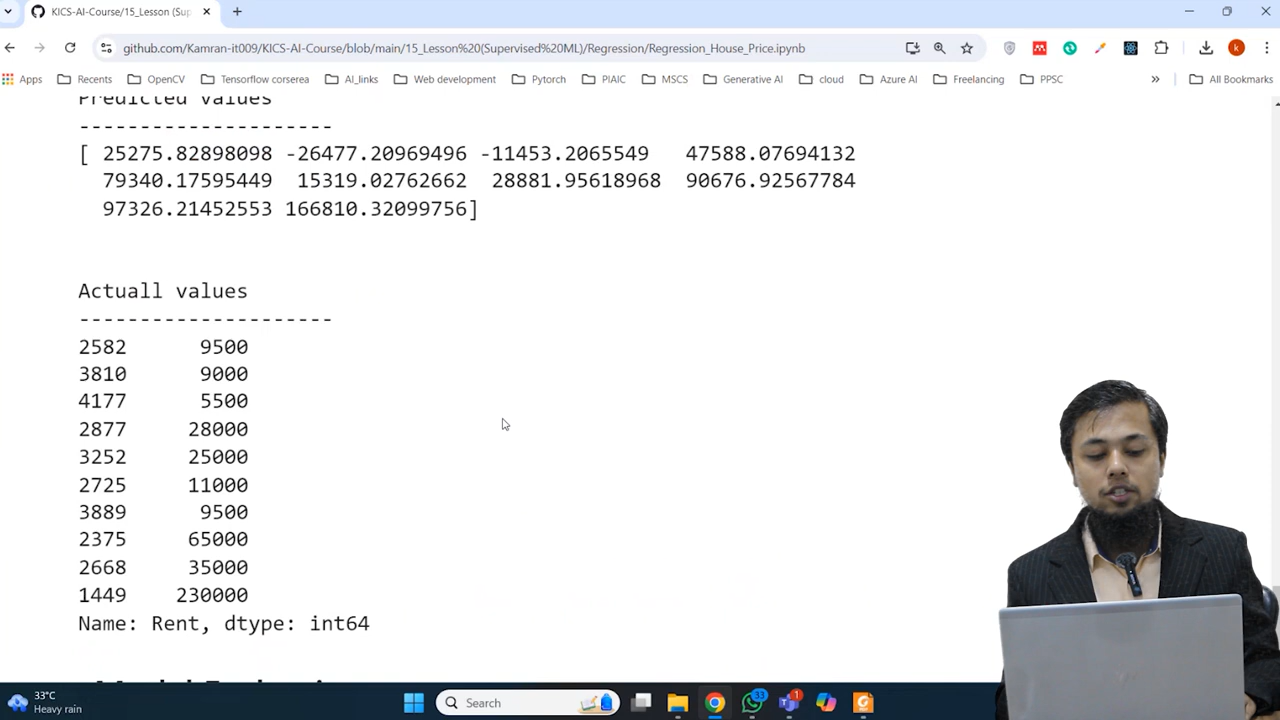 KICS-AI-Course/15_Lesson (Sup
github.com/Kamran-it009/KICS-AI-Course/blob/main/15_Lesson%20(Supervised%20ML)/Regression/Regression_House_Price.ipynb
k
Apps Recents OpenCV Tensorflow corserea AI_links Web development Pytorch PIAIC MSCS Generative AI cloud Azure AI Freelancing PPSC » All Bookmarks
Predicted values
---------------------
[ 25275.82898098 -26477.20969496 -11453.2065549 47588.07694132
79340.17595449 15319.02762662 28881.95618968 90676.92567784
97326.21452553 166810.32099756]
Actuall values
---------------------
2582 9500
3810 9000
4177 5500
2877 28000
3252 25000
2725 11000
3889 9500
2375 65000
2668 35000
1449 230000
Name: Rent, dtype: int64
33°C
Heavy rain
Search
33
1